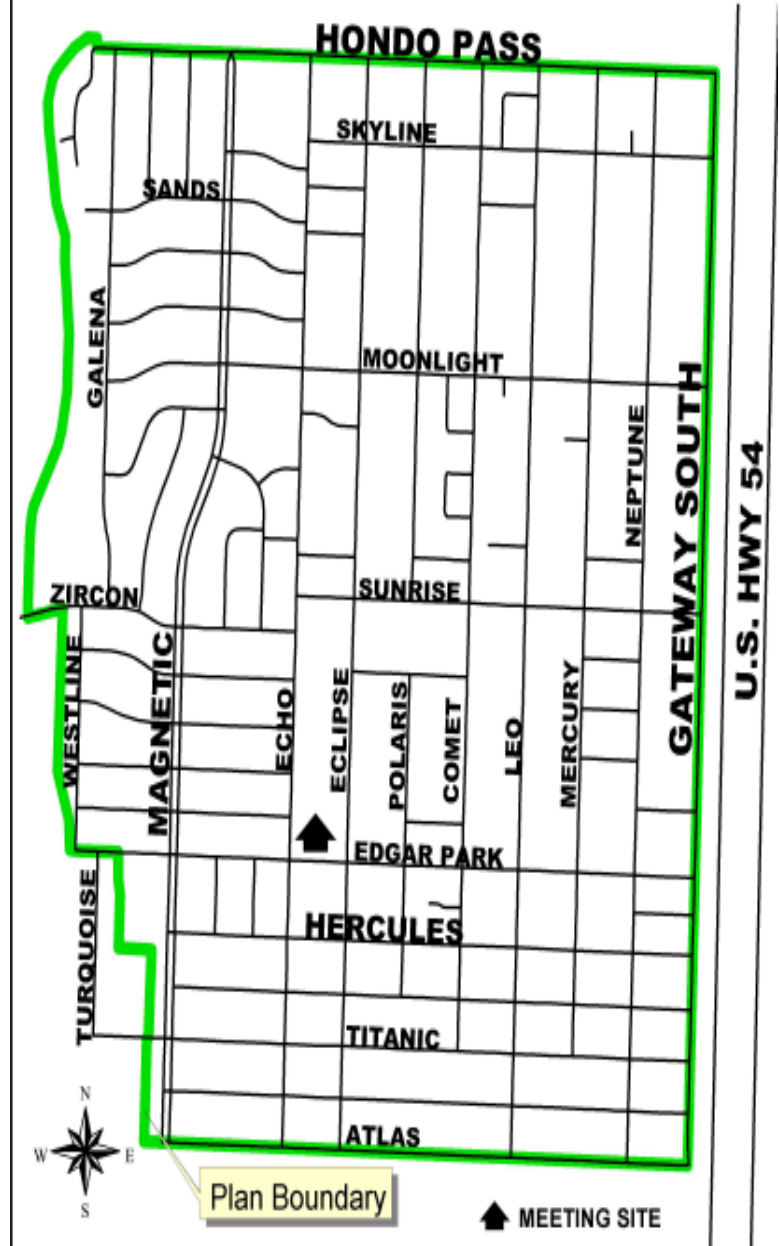 HONDO PASS
SKYLINE
SANDS
GALENA
MOONLIGHT
NEPTUNE
GATEWAY SOUTH
U.S. HWY 54
ZIRCON
SUNRISE
WESTLINE
MAGNETIC
ECHO
ECLIPSE
POLARIS
COMET
LEO
MERCURY
EDGAR PARK
TURQUOISE
HERCULES
TITANIC
ATLAS
N
W E
S
Plan Boundary
MEETING SITE